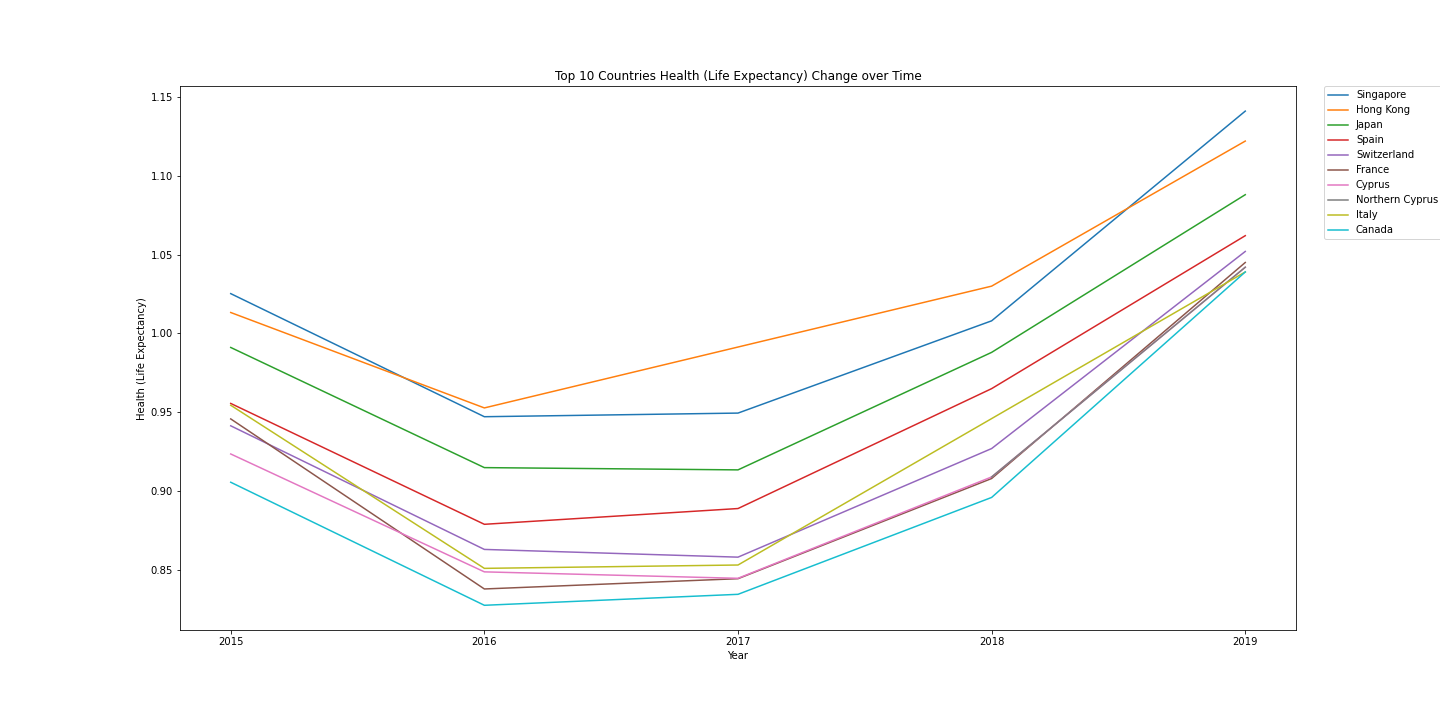 Top 10 Countries Health (Life Expectancy) Change over Time
Singapore
Hong Kong
Japan
Spain
Switzerland
France
Cyprus
Northern Cyprus
Italy
Canada
Health (Life Expectancy)
1.15
1.10
1.05
1.00
0.95
0.90
0.85
2015
2016
2017
2018
2019
Year